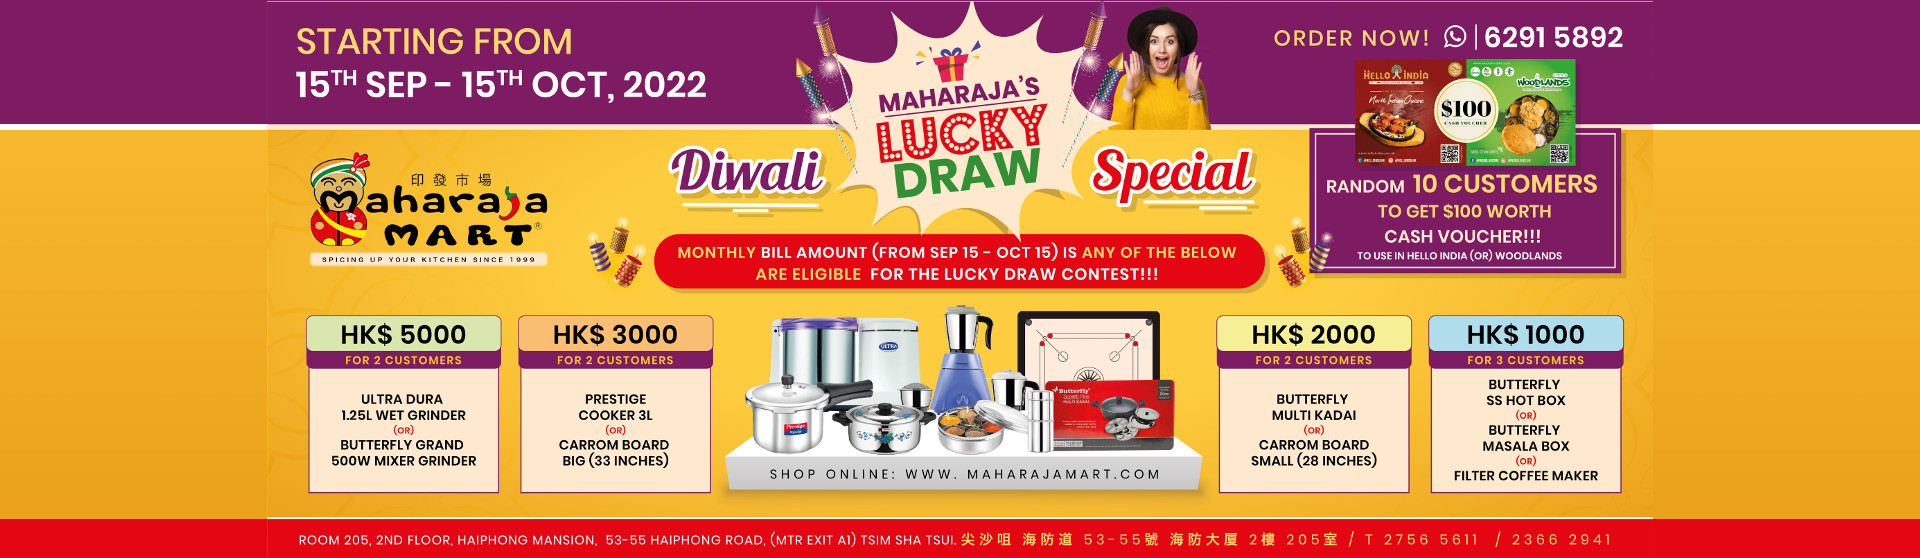 STARTING FROM
15TH SEP - 15TH OCT, 2022
MAHARAJA'S
LUCKY
DRAW
Diwali
Special
ORDER NOW! | 6291 5892
HELLO INDIA
North Indian Cuisine
$100
CASH VOUCHER
WOODLANDS
RANDOM 10 CUSTOMERS
TO GET $100 WORTH
CASH VOUCHER!!!
TO USE IN HELLO INDIA (OR) WOODLANDS
印發市場
Maharaja
MART®
SPICING UP YOUR KITCHEN SINCE 1999
MONTHLY BILL AMOUNT (FROM SEP 15 - OCT 15) IS ANY OF THE BELOW
ARE ELIGIBLE FOR THE LUCKY DRAW CONTEST!!!
HK$ 5000
FOR 2 CUSTOMERS
ULTRA DURA
1.25L WET GRINDER
(OR)
BUTTERFLY GRAND
500W MIXER GRINDER
HK$ 3000
FOR 2 CUSTOMERS
PRESTIGE
COOKER 3L
(OR)
CARROM BOARD
BIG (33 INCHES)
ULTRA
Prestige
Butterfly
MULTI KADAI
SHOP ONLINE: WWW. MAHARAJAMART.COM
HK$ 2000
FOR 2 CUSTOMERS
BUTTERFLY
MULTI KADAI
(OR)
CARROM BOARD
SMALL (28 INCHES)
HK$ 1000
FOR 3 CUSTOMERS
BUTTERFLY
SS HOT BOX
(OR)
BUTTERFLY
MASALA BOX
(OR)
FILTER COFFEE MAKER
ROOM 205, 2ND FLOOR, HAIPHONG MANSION, 53-55 HAIPHONG ROAD, (MTR EXIT A1) TSIM SHA TSUI. 尖沙咀 海防道 53-55號 海防大厦 2樓 205室 / T 2756 5611 / 2366 2941